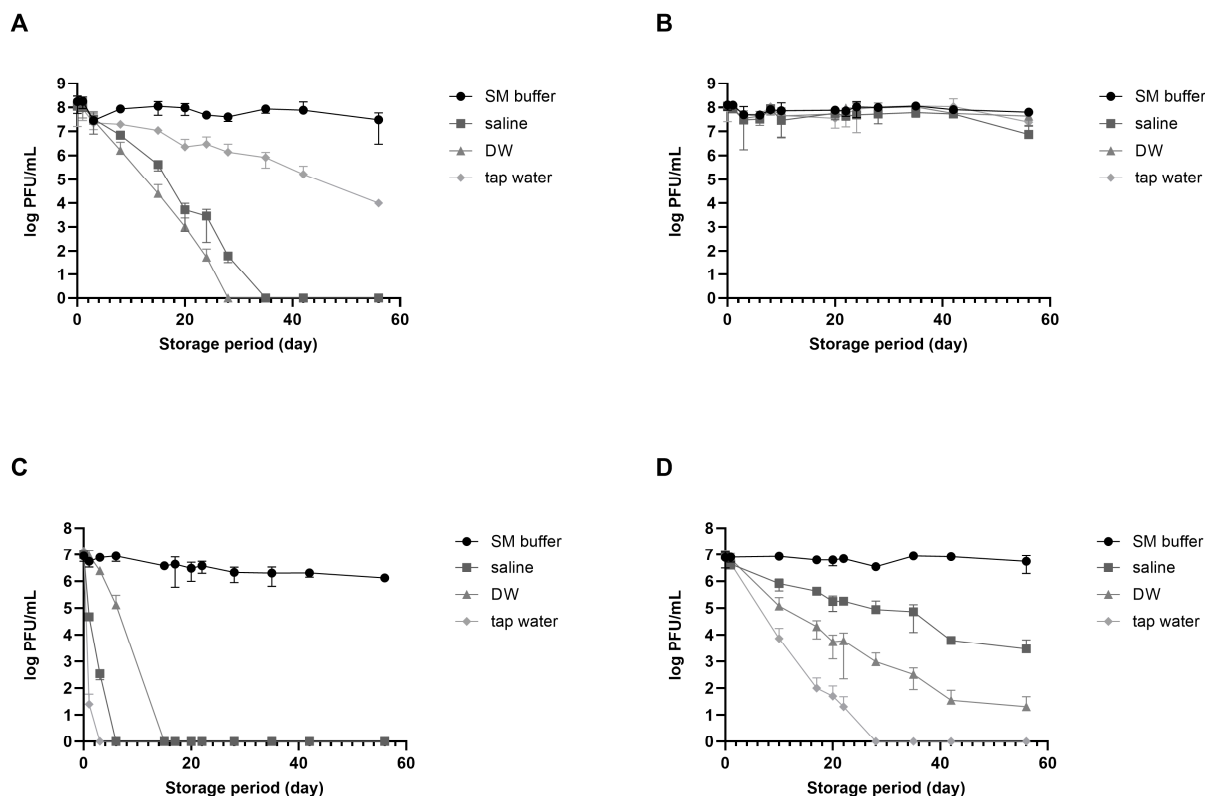 A
log PFU/mL
9
8
7
6
5
4
3
2
1
0
0 20 40 60
Storage period (day)
SM buffer
saline
DW
tap water
B
log PFU/mL
9
8
7
6
5
4
3
2
1
0
0 20 40 60
Storage period (day)
SM buffer
saline
DW
tap water
C
log PFU/mL
8
7
6
5
4
3
2
1
0
0 20 40 60
Storage period (day)
SM buffer
saline
DW
tap water
D
log PFU/mL
8
7
6
5
4
3
2
1
0
0 20 40 60
Storage period (day)
SM buffer
saline
DW
tap water